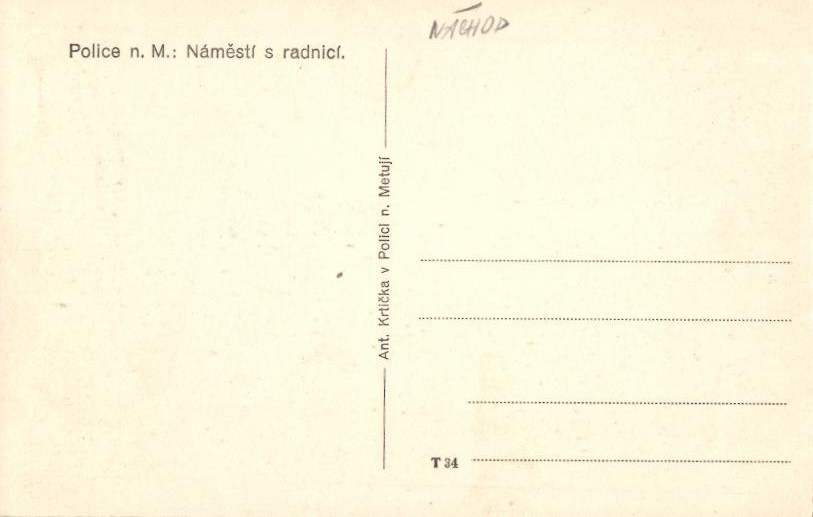 NÁCHOD
Police n. M.: Náměstí s radnicí.
Ant. Krtička v Polici n. Metují
T 34